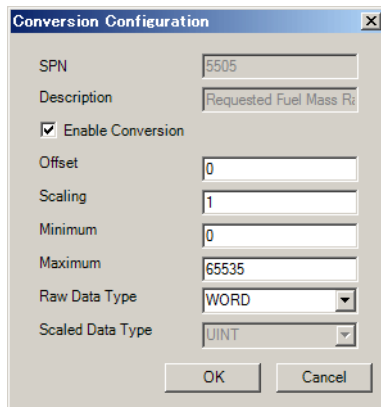 Conversion Configuration
SPN 5505
Description Requested Fuel Mass Ra
Enable Conversion
Offset 0
Scaling 1
Minimum 0
Maximum 65535
Raw Data Type WORD
Scaled Data Type UINT
OK Cancel